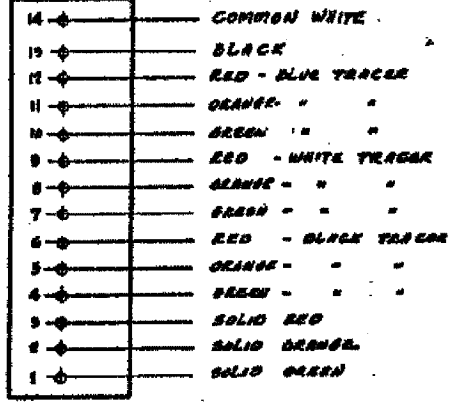 14 COMMON WHITE
13 BLACK
12 RED - BLUE TRACER
11 ORANGE- " "
10 GREEN " "
9 RED - WHITE TRACER
8 ORANGE - " "
7 GREEN - " "
6 RED - BLACK TRACER
5 ORANGE - " "
4 GREEN - " "
3 SOLID RED
2 SOLID ORANGE
1 SOLID GREEN